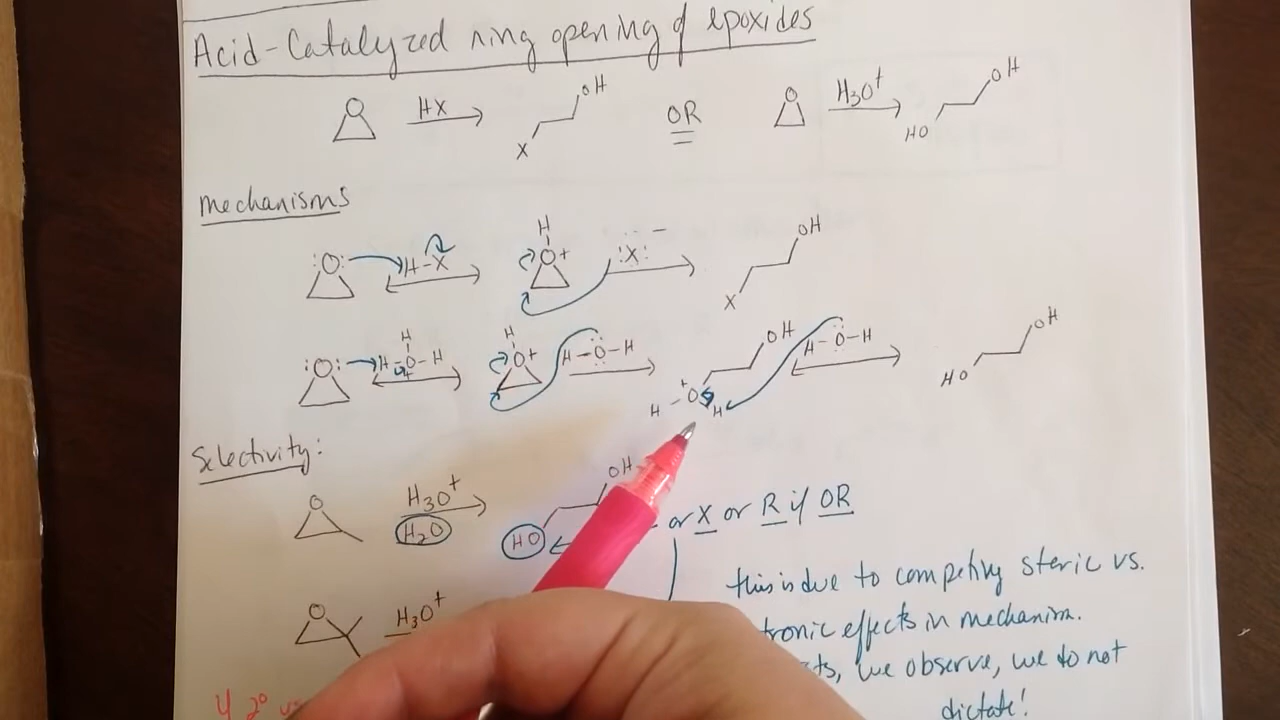 Acid-Catalyzed ring opening of epoxides
O HX OH X OR O H3O+ OH HO
mechanisms
:O: H-X H O+ :X: - OH X
:O: H-O-H H + H O+ H-O-H OH + H-O H H-O-H OH HO
Selectivity:
O H3O+ H2O OH HO or X or R if OR
this is due to competing steric vs.
O H3O+ tronic effects in mechanism.
ts, we observe, we do not
dictate!
2°